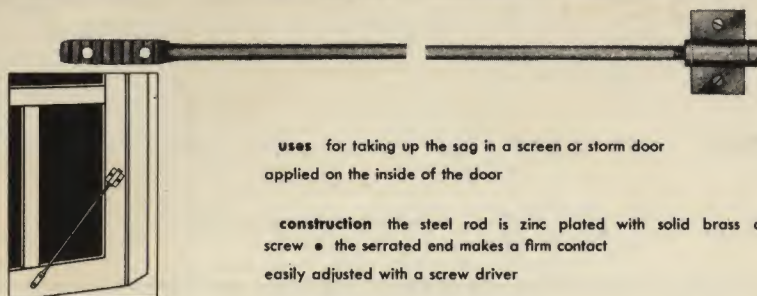 uses for taking up the sag in a screen or storm door
applied on the inside of the door
construction the steel rod is zinc plated with solid brass
screw • the serrated end makes a firm contact
easily adjusted with a screw driver